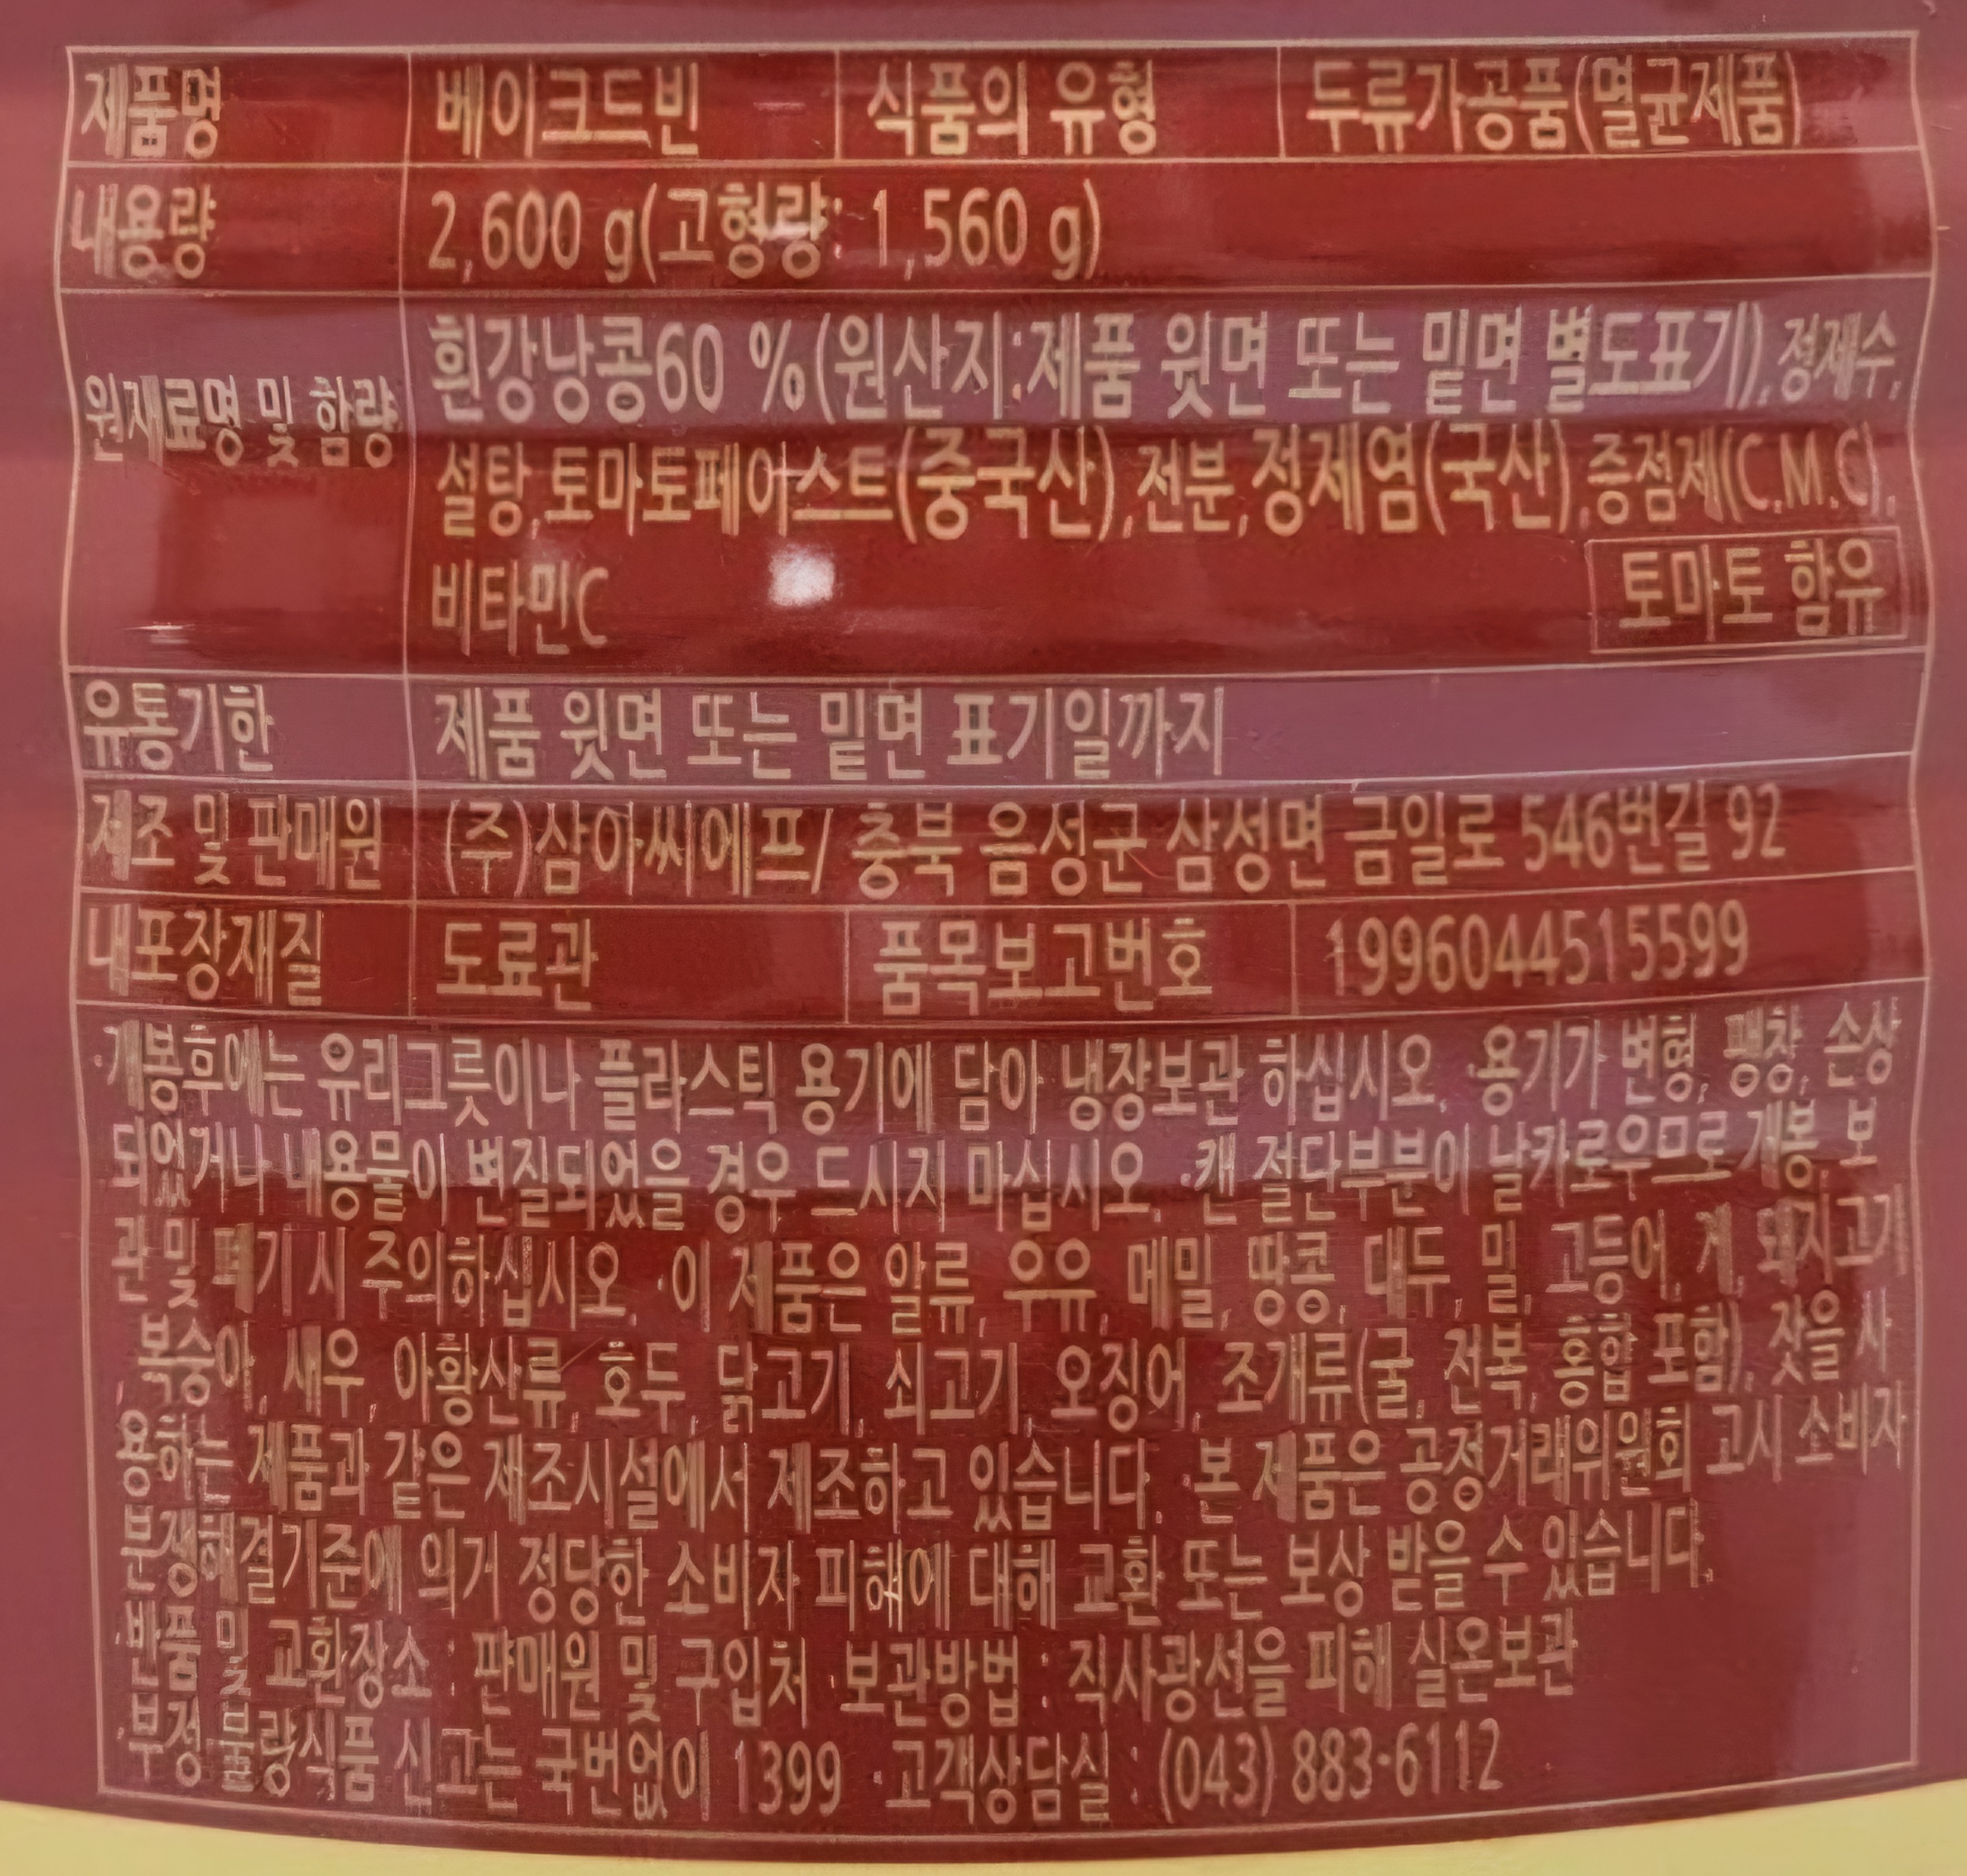 제품명 베이크드빈 식품의 유형 두류가공품(멸균제품)
내용량 2,600 g(고형량: 1,560 g)
원재료명 및 함량 흰강낭콩60 %(원산지:제품 윗면 또는 밑면 별도표기),정제수,
설탕,토마토페이스트(중국산),전분,정제염(국산),증점제(C.M.C),
비타민C 토마토 함유
유통기한 제품 윗면 또는 밑면 표기일까지
제조 및 판매원 (주)삼아씨에프/ 충북 음성군 삼성면 금일로 546번길 92
내포장재질 도료관 품목보고번호 1996044515599
·개봉후에는 유리그릇이나 플라스틱 용기에 담아 냉장보관 하십시오. ·용기가 변형, 팽창, 손상
되었거나 내용물이 변질되었을 경우 드시지 마십시오. ·캔 절단부분이 날카로우므로 개봉, 보
관 및 폐기 시 주의하십시오. ·이 제품은 알류, 우유, 메밀, 땅콩, 대두, 밀, 고등어, 게, 돼지고기
, 복숭아, 새우, 아황산류, 호두, 닭고기, 쇠고기, 오징어, 조개류(굴, 전복, 홍합 포함), 잣을 사
용하는 제품과 같은 제조시설에서 제조하고 있습니다. ·본 제품은 공정거래위원회 고시 소비자
분쟁해결기준에 의거 정당한 소비자 피해에 대해 교환 또는 보상 받을 수 있습니다.
·반품 및 교환장소 : 판매원 및 구입처 ·보관방법 : 직사광선을 피해 실온보관
·부정·불량식품 신고는 국번없이 1399 ·고객상담실 : (043) 883-6112